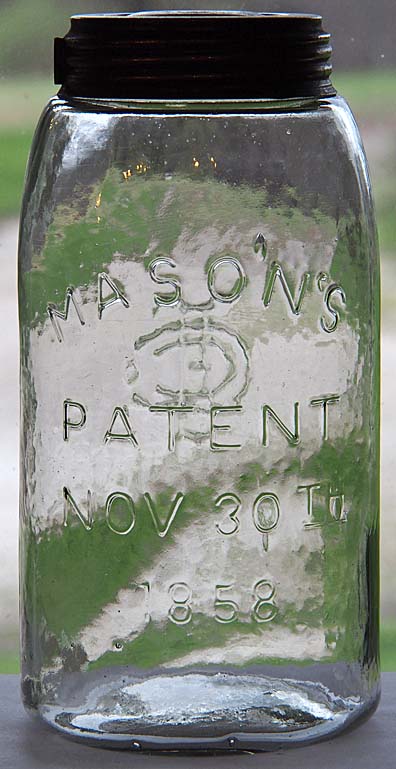 MASON'S
PATENT
NOV 30TH
1858